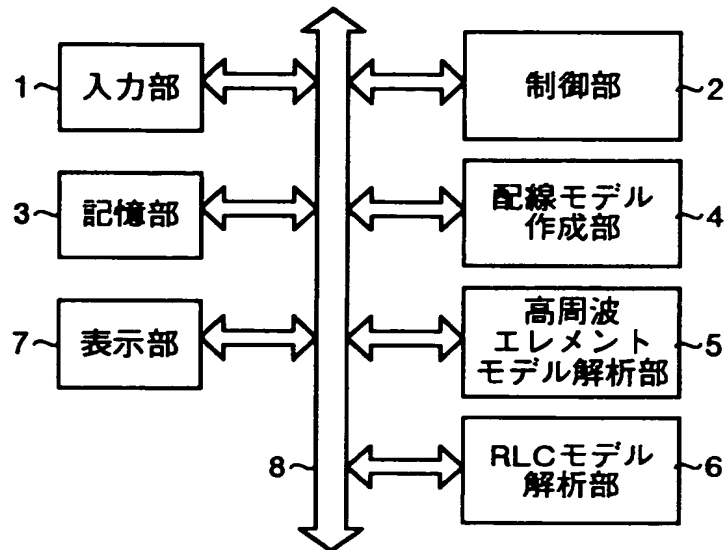 1
入力部
制御部
2
3
記憶部
配線モデル
作成部
4
7
表示部
高周波
エレメント
モデル解析部
5
8
RLCモデル
解析部
6